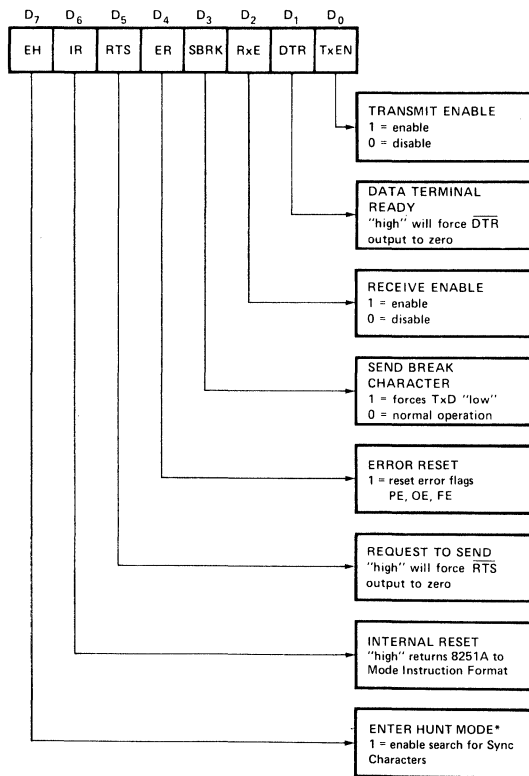 D7 D6 D5 D4 D3 D2 D1 D0
EH IR RTS ER SBRK RxE DTR TxEN
TRANSMIT ENABLE
1 = enable
0 = disable
DATA TERMINAL
READY
"high" will force DTR
output to zero
RECEIVE ENABLE
1 = enable
0 = disable
SEND BREAK
CHARACTER
1 = forces TxD "low"
0 = normal operation
ERROR RESET
1 = reset error flags
PE, OE, FE
REQUEST TO SEND
"high" will force RTS
output to zero
INTERNAL RESET
"high" returns 8251A to
Mode Instruction Format
ENTER HUNT MODE*
1 = enable search for Sync
Characters